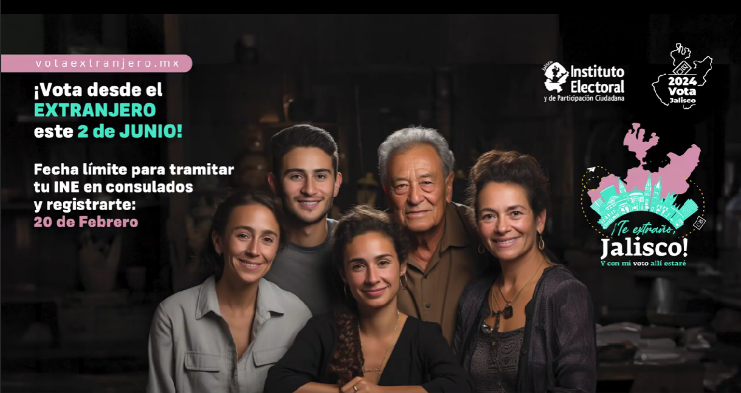 votaextranjero.mx
¡Vota desde el
EXTRANJERO
este 2 de JUNIO!
Fecha límite para tramitar
tu INE en consulados
y registrarte:
20 de Febrero
Instituto
Electoral
y de Participación Ciudadana
2024
Vota
Jalisco
¡Te extraño,
Jalisco!
Y con mi voto allí estaré